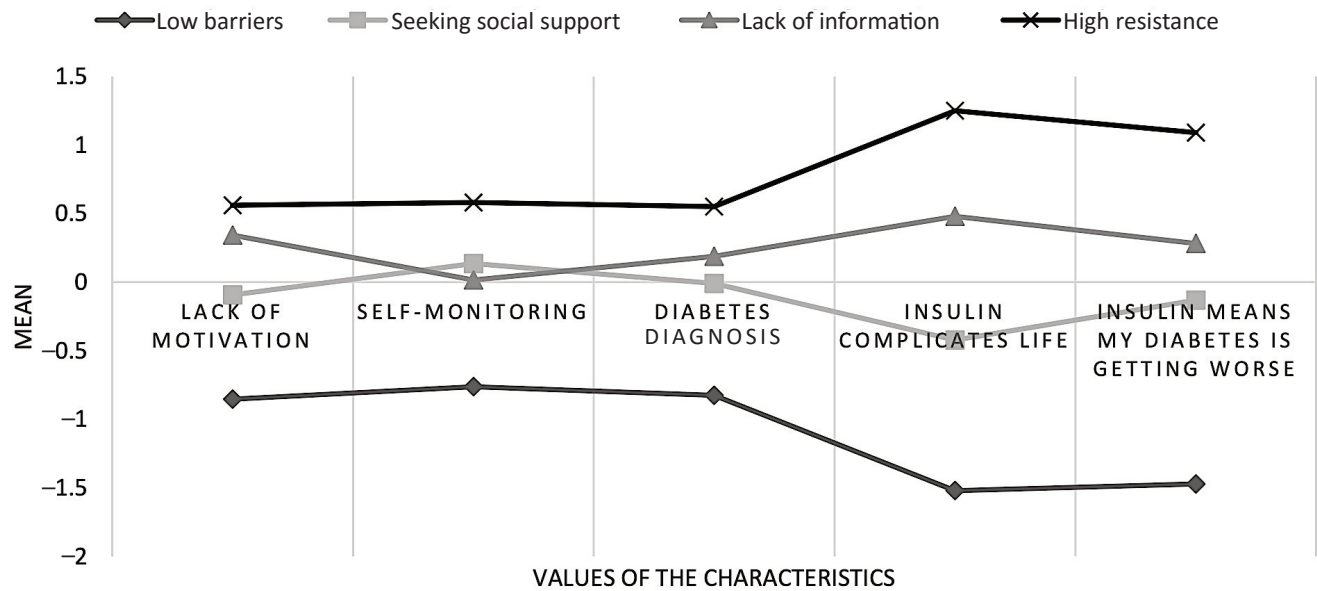 Low barriers Seeking social support Lack of information High resistance
1.5
1
0.5
0
–0.5
–1
–1.5
–2
MEAN
LACK OF
MOTIVATION
SELF-MONITORING
DIABETES
DIAGNOSIS
INSULIN
COMPLICATES LIFE
INSULIN MEANS
MY DIABETES IS
GETTING WORSE
VALUES OF THE CHARACTERISTICS